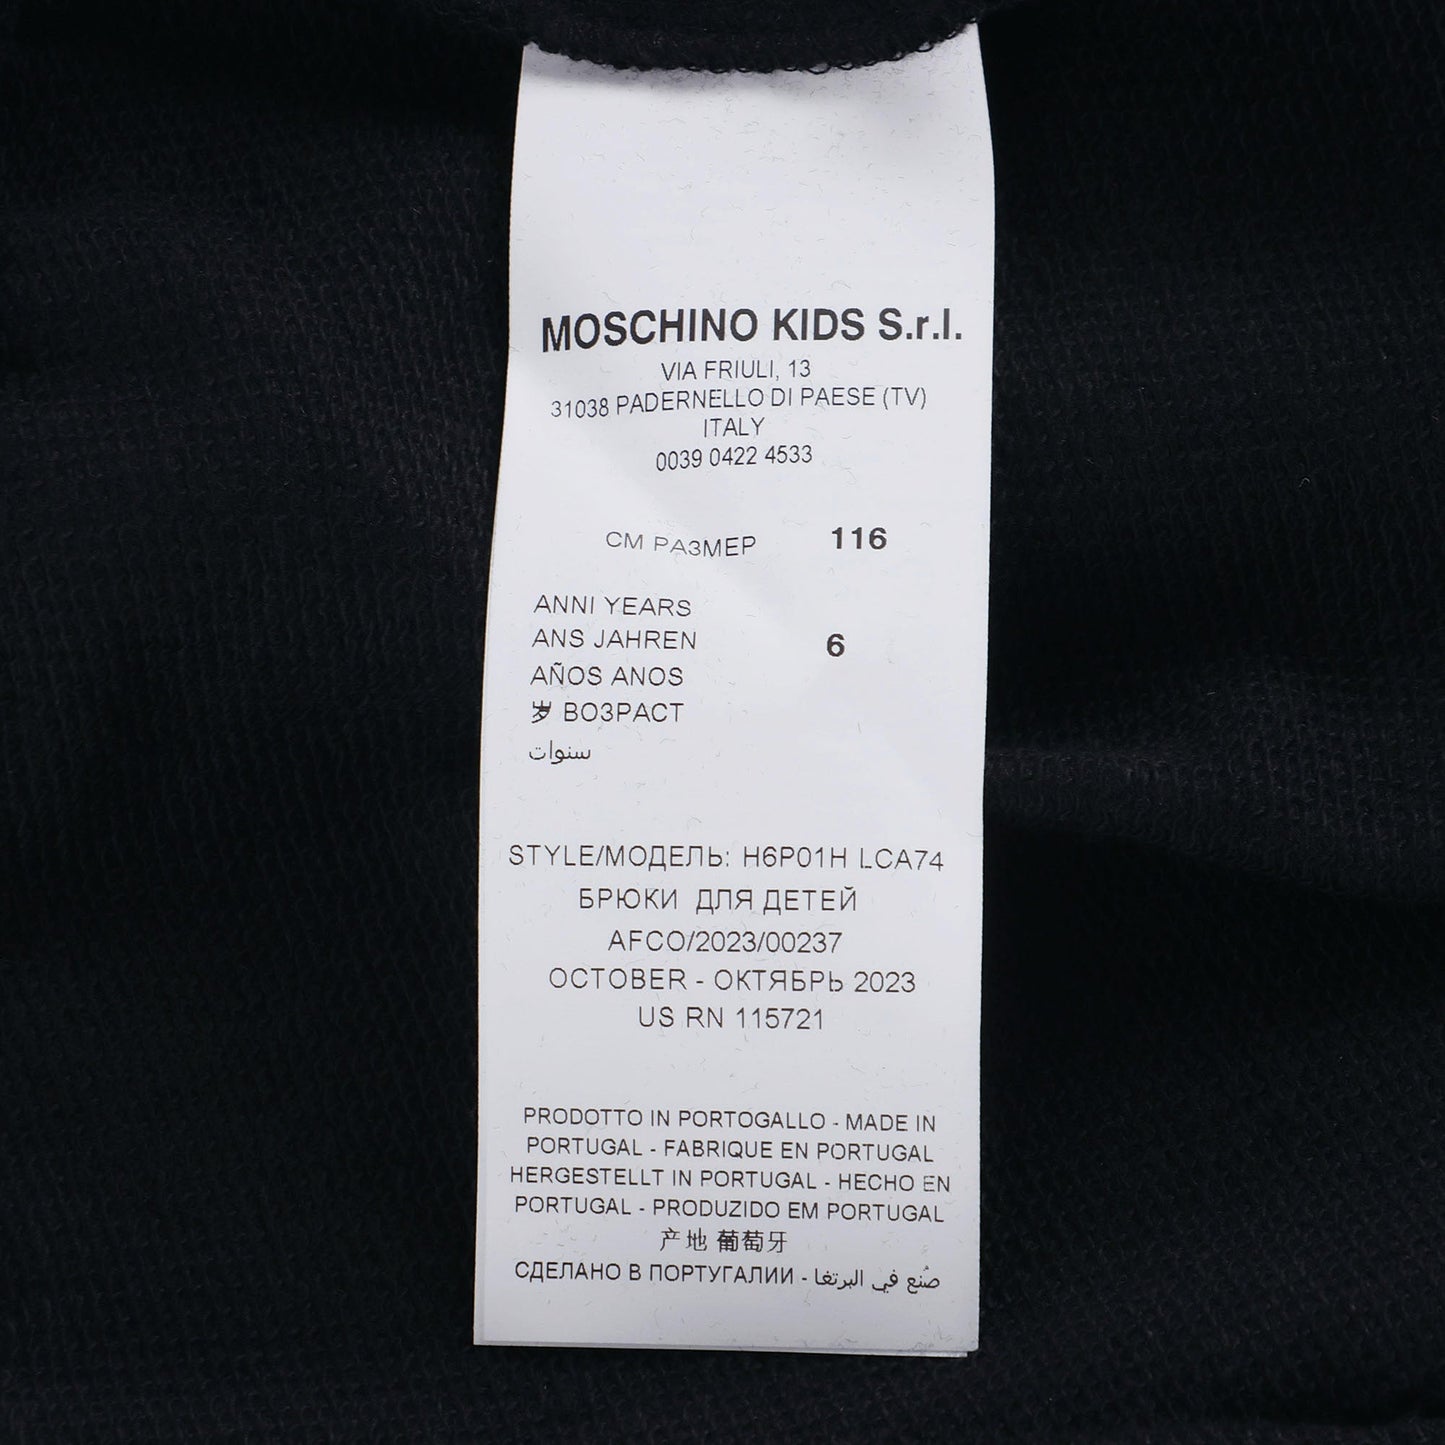 MOSCHINO KIDS S.r.l.
VIA FRIULI, 13
31038 PADERNELLO DI PAESE (TV)
ITALY
0039 0422 4533
СМ РАЗМЕР 116
ANNI YEARS
ANS JAHREN 6
AÑOS ANOS
岁 ВОЗРАСТ
سنوات
STYLE/МОДЕЛЬ: H6P01H LCA74
БРЮКИ ДЛЯ ДЕТЕЙ
AFCO/2023/00237
OCTOBER - ОКТЯБРЬ 2023
US RN 115721
PRODOTTO IN PORTOGALLO - MADE IN
PORTUGAL - FABRIQUE EN PORTUGAL
HERGESTELLT IN PORTUGAL - HECHO EN
PORTUGAL - PRODUZIDO EM PORTUGAL
产地 葡萄牙
СДЕЛАНО В ПОРТУГАЛИИ - صُنع في البرتغا